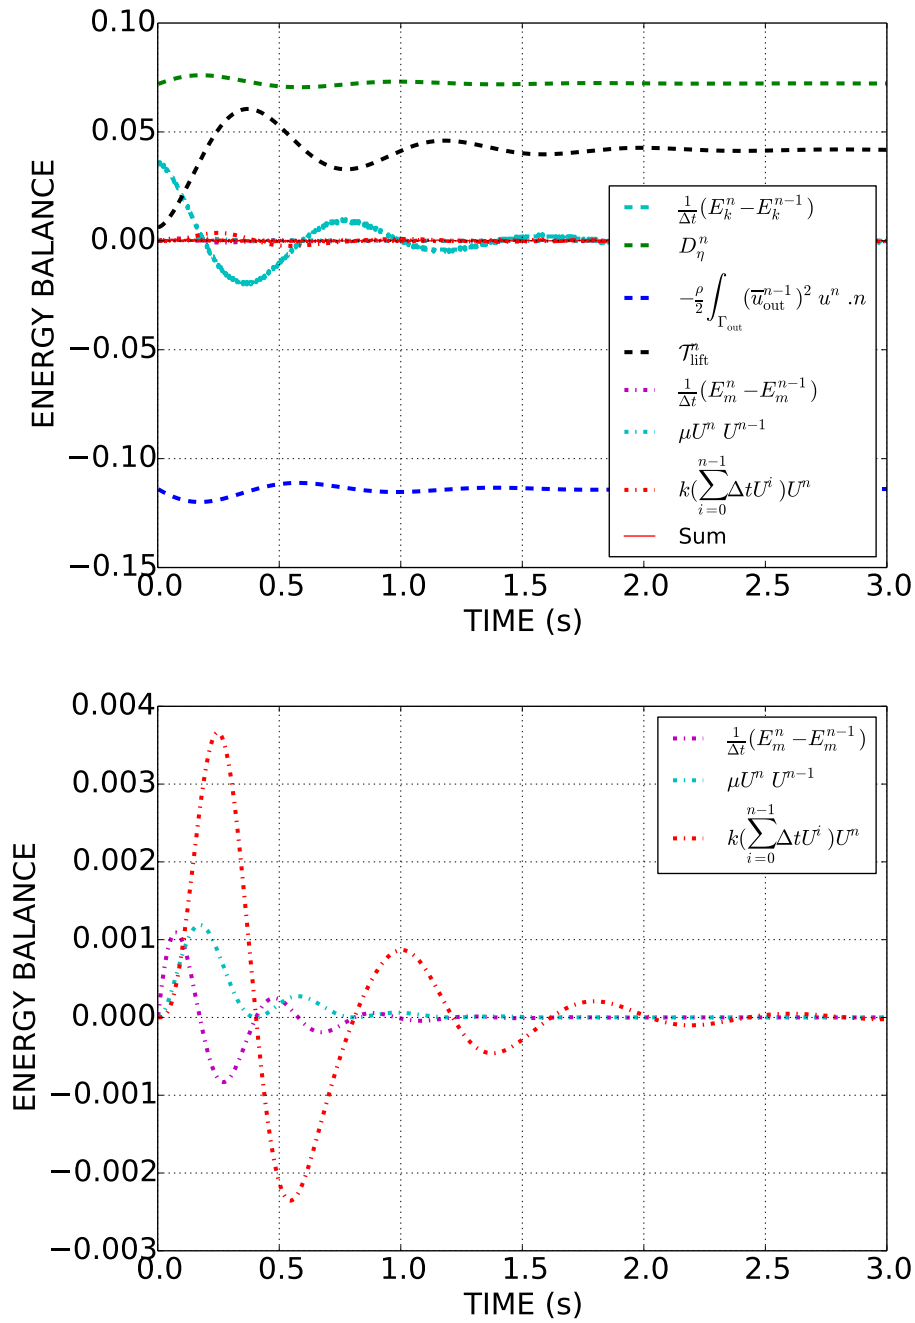 0.10
0.05
0.00
−0.05
−0.10
−0.15
ENERGY BALANCE
0.0 0.5 1.0 1.5 2.0 2.5 3.0
TIME (s)
1/Δt (E_k^n − E_k^{n−1})
D_η^n
−ρ/2 ∫_{Γ_out} (u̅_out^{n−1})² u^n .n
𝒯_lift^n
1/Δt (E_m^n − E_m^{n−1})
μU^n U^{n−1}
k(∑_{i=0}^{n−1} ΔtU^i)U^n
Sum
0.004
0.003
0.002
0.001
0.000
−0.001
−0.002
−0.003
ENERGY BALANCE
0.0 0.5 1.0 1.5 2.0 2.5 3.0
TIME (s)
1/Δt (E_m^n − E_m^{n−1})
μU^n U^{n−1}
k(∑_{i=0}^{n−1} ΔtU^i)U^n